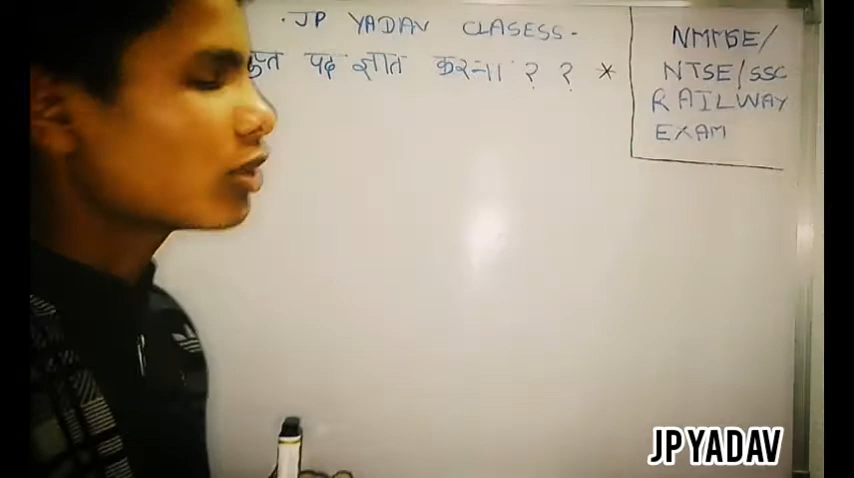 . JP YADAV CLASESS .
पद ज्ञात करना ? ? *
NMMSE/
NTSE/SSC
RAILWAY
EXAM
JPYADAV